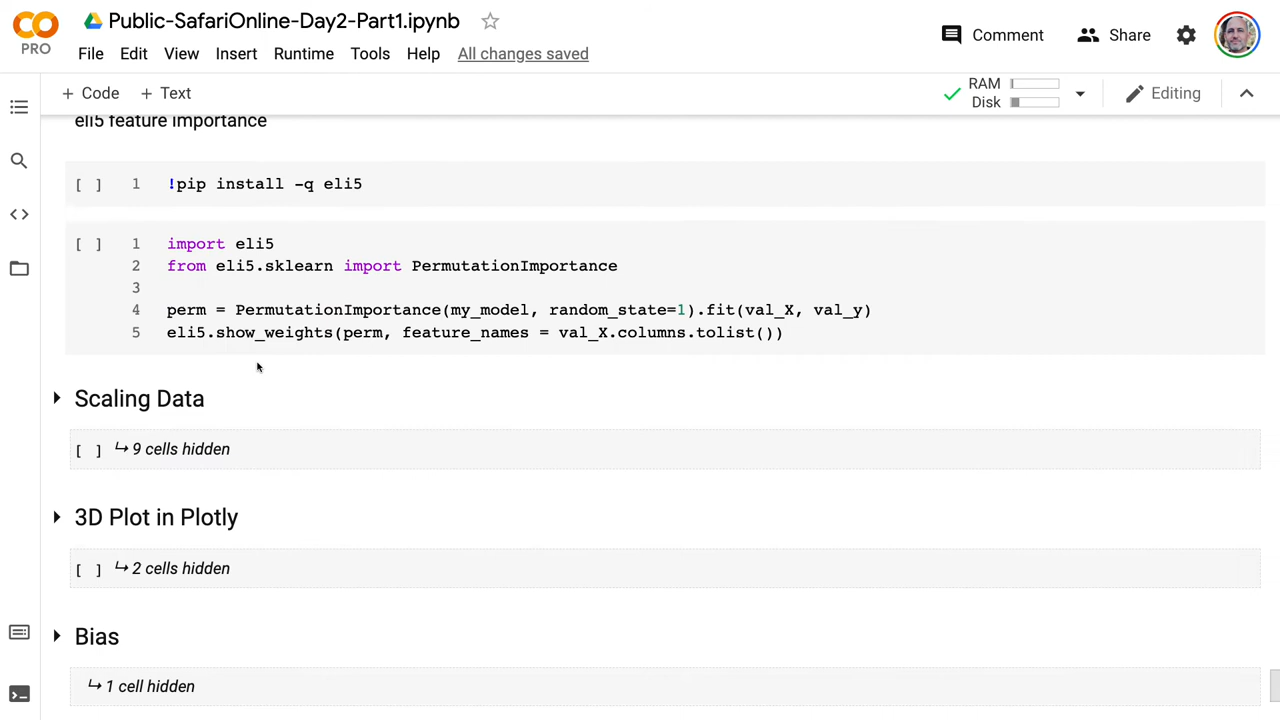 PRO
Public-SafariOnline-Day2-Part1.ipynb
File Edit View Insert Runtime Tools Help All changes saved
Comment Share
+ Code + Text
RAM
Disk
Editing
eli5 feature importance
[ ] 1 !pip install -q eli5
[ ] 1 import eli5
2 from eli5.sklearn import PermutationImportance
3
4 perm = PermutationImportance(my_model, random_state=1).fit(val_X, val_y)
5 eli5.show_weights(perm, feature_names = val_X.columns.tolist())
Scaling Data
[ ] ↳ 9 cells hidden
3D Plot in Plotly
[ ] ↳ 2 cells hidden
Bias
↳ 1 cell hidden